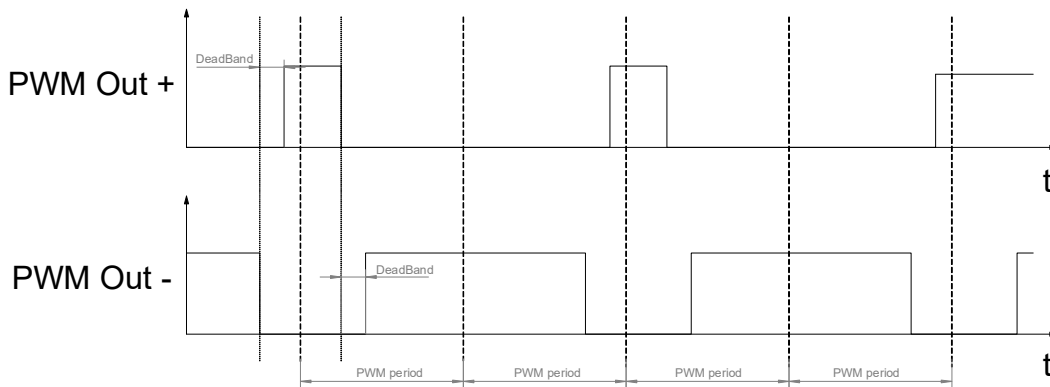 DeadBand
PWM Out +
t
PWM Out -
DeadBand
t
PWM period
PWM period
PWM period
PWM period